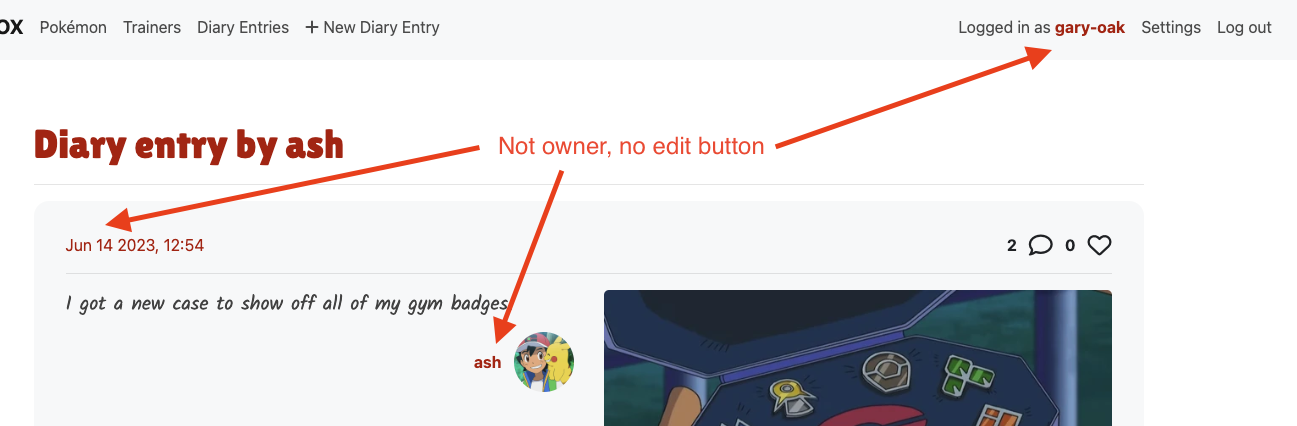 OX Pokémon Trainers Diary Entries + New Diary Entry Logged in as gary-oak Settings Log out
Diary entry by ash
Not owner, no edit button
Jun 14 2023, 12:54
2 0
I got a new case to show off all of my gym badges
ash